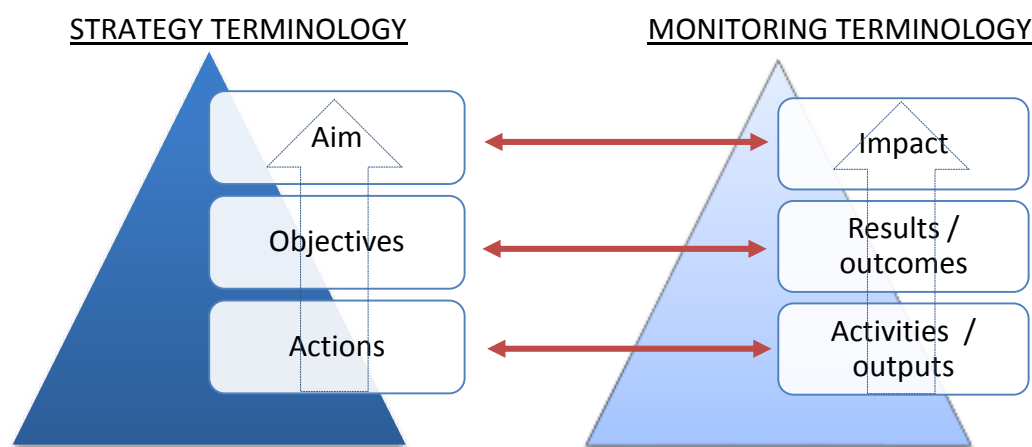 STRATEGY TERMINOLOGY
MONITORING TERMINOLOGY
Aim
Impact
Objectives
Results /
outcomes
Actions
Activities /
outputs